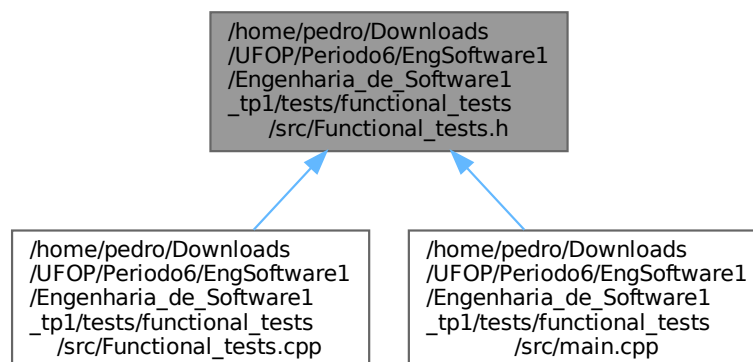 /home/pedro/Downloads
/UFOP/Periodo6/EngSoftware1
/Engenharia_de_Software1
_tp1/tests/functional_tests
/src/Functional_tests.h
/home/pedro/Downloads
/UFOP/Periodo6/EngSoftware1
/Engenharia_de_Software1
_tp1/tests/functional_tests
/src/Functional_tests.cpp
/home/pedro/Downloads
/UFOP/Periodo6/EngSoftware1
/Engenharia_de_Software1
_tp1/tests/functional_tests
/src/main.cpp